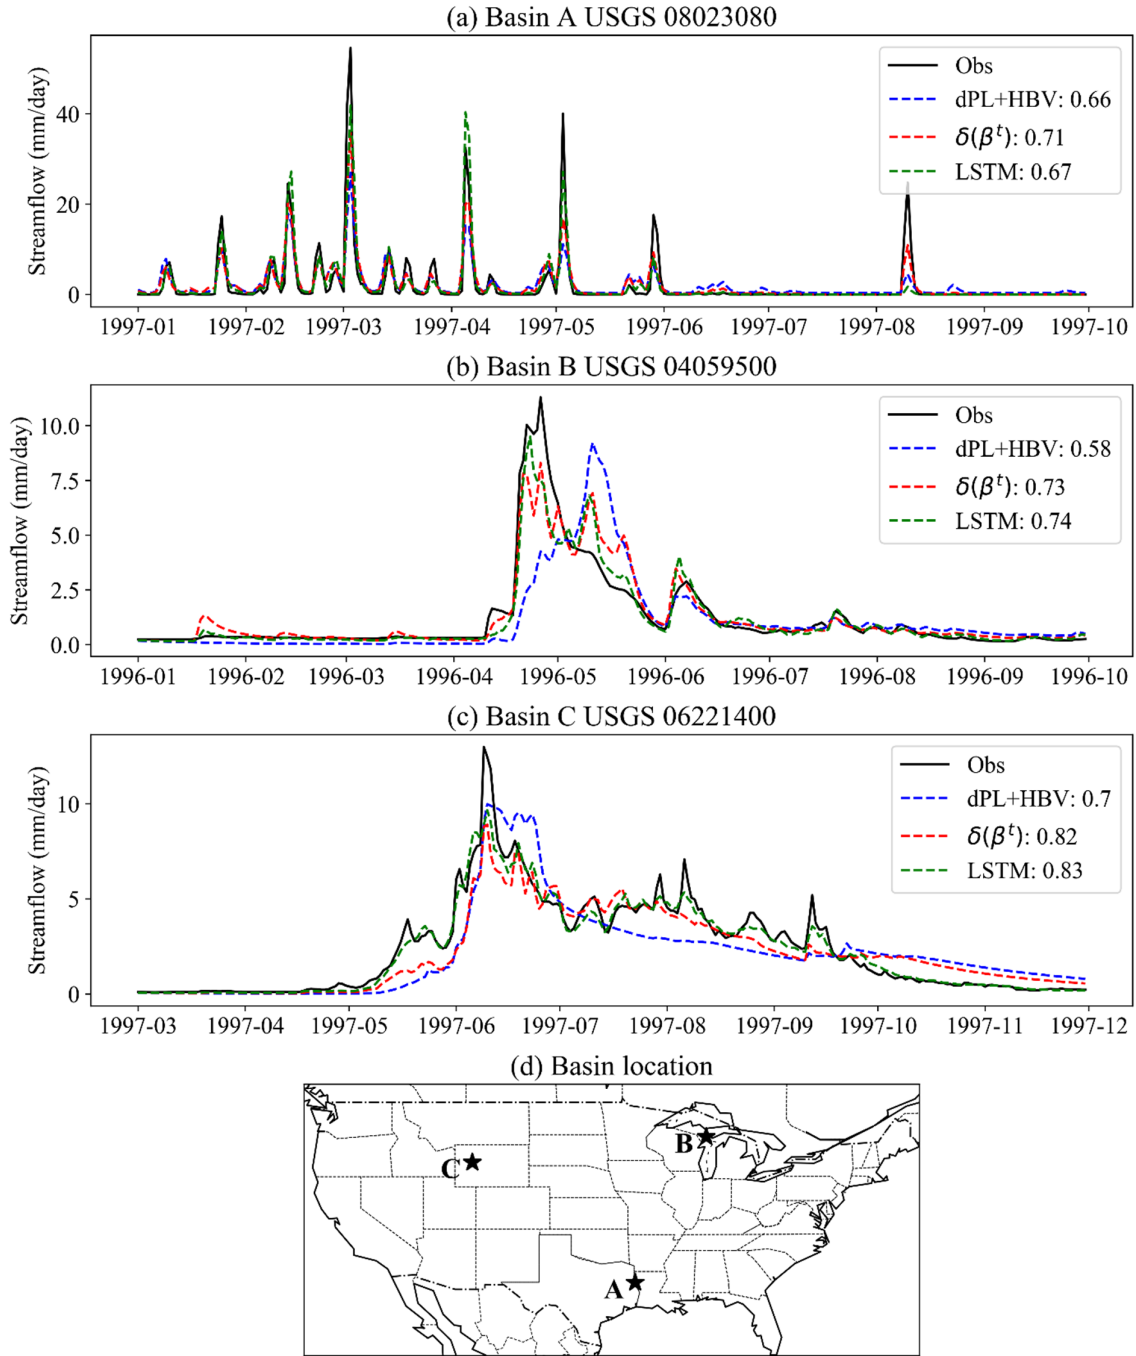 (a) Basin A USGS 08023080
Streamflow (mm/day)
40
20
0
Obs
dPL+HBV: 0.66
δ(βᵗ): 0.71
LSTM: 0.67
1997-01 1997-02 1997-03 1997-04 1997-05 1997-06 1997-07 1997-08 1997-09 1997-10
(b) Basin B USGS 04059500
Streamflow (mm/day)
10.0
7.5
5.0
2.5
0.0
Obs
dPL+HBV: 0.58
δ(βᵗ): 0.73
LSTM: 0.74
1996-01 1996-02 1996-03 1996-04 1996-05 1996-06 1996-07 1996-08 1996-09 1996-10
(c) Basin C USGS 06221400
Streamflow (mm/day)
10
5
0
Obs
dPL+HBV: 0.7
δ(βᵗ): 0.82
LSTM: 0.83
1997-03 1997-04 1997-05 1997-06 1997-07 1997-08 1997-09 1997-10 1997-11 1997-12
(d) Basin location
B
C
A